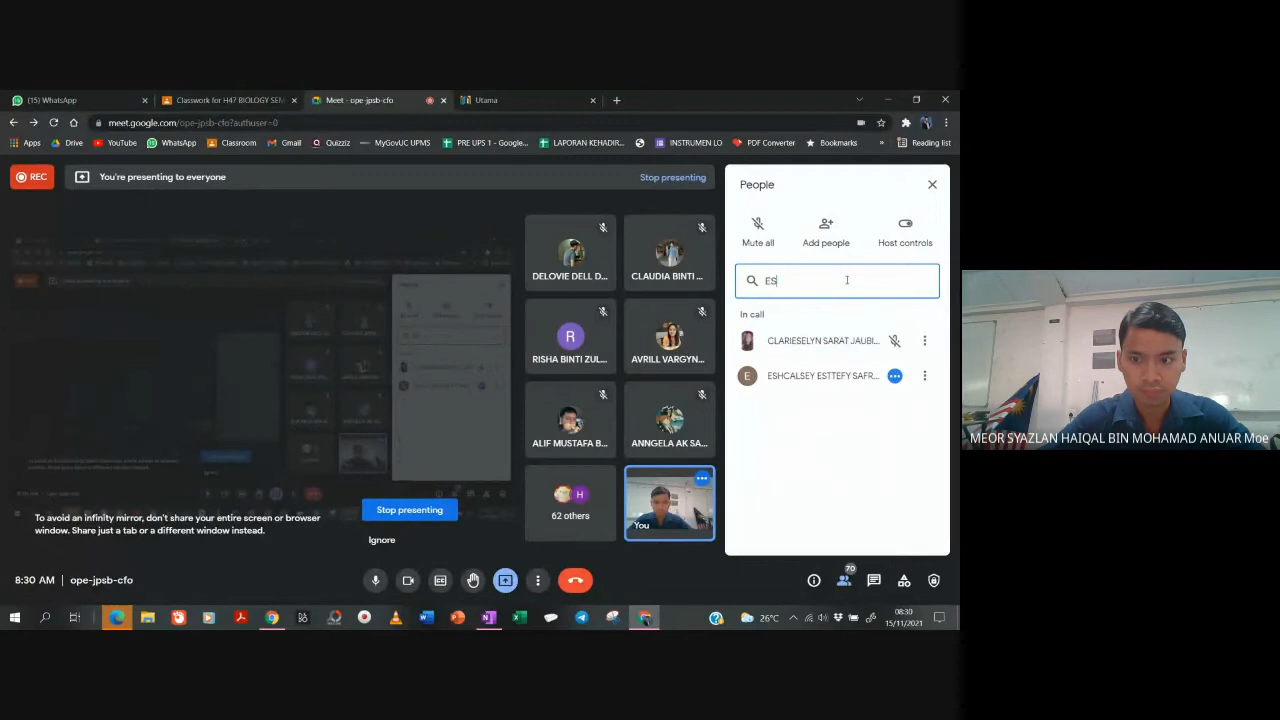 (15) WhatsApp
Classwork for H47 BIOLOGY SEM
Meet - ope-jpsb-cfo
Utama
meet.google.com/ope-jpsb-cfo?authuser=0
Apps
Drive
YouTube
WhatsApp
Classroom
Gmail
Quizziz
MyGovUC UPMS
PRE UPS 1 - Google...
LAPORAN KEHADIR...
INSTRUMEN LO
PDF Converter
Bookmarks
»
Reading list
REC
You're presenting to everyone
Stop presenting
People
Mute all
Add people
Host controls
ES
In call
CLARIESELYN SARAT JAUBI...
E
ESHCALSEY ESTTEFY SAFR...
DELOVIE DELL D...
CLAUDIA BINTI ...
R
RISHA BINTI ZUL...
AVRILL VARGYN...
ALIF MUSTAFA B...
ANNGELA AK SA...
H
62 others
You
To avoid an infinity mirror, don't share your entire screen or browser
window. Share just a tab or a different window instead.
Stop presenting
Ignore
8:30 AM | ope-jpsb-cfo
70
26°C
08:30
15/11/2021
MEOR SYAZLAN HAIQAL BIN MOHAMAD ANUAR Moe